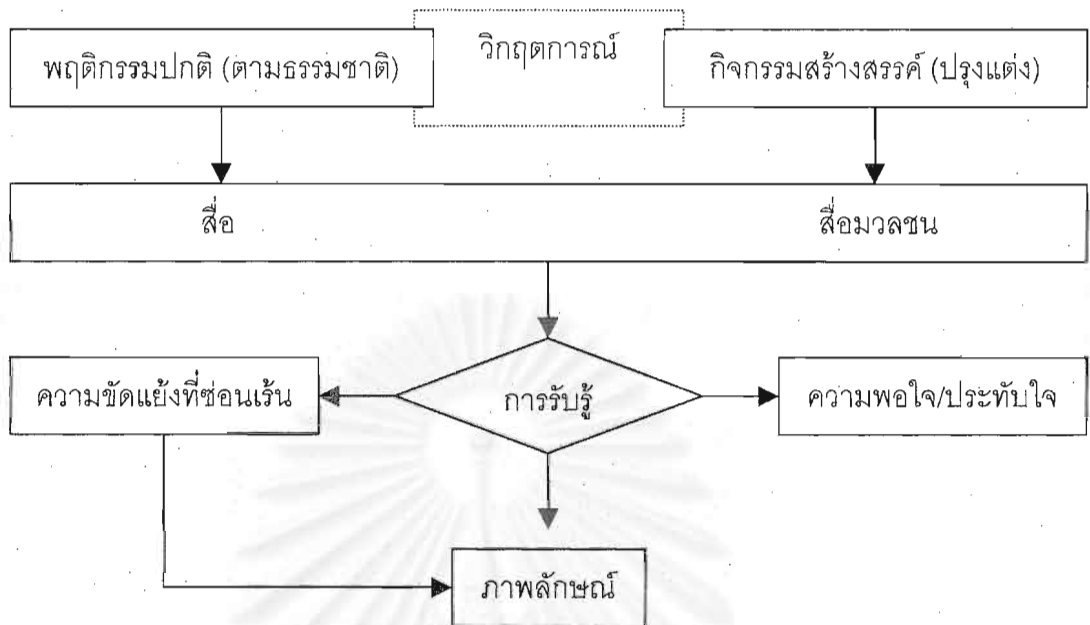 วิกฤตการณ์
พฤติกรรมปกติ (ตามธรรมชาติ)
กิจกรรมสร้างสรรค์ (ปรุงแต่ง)
สื่อ
สื่อมวลชน
ความขัดแย้งที่ซ่อนเร้น
การรับรู้
ความพอใจ/ประทับใจ
ภาพลักษณ์